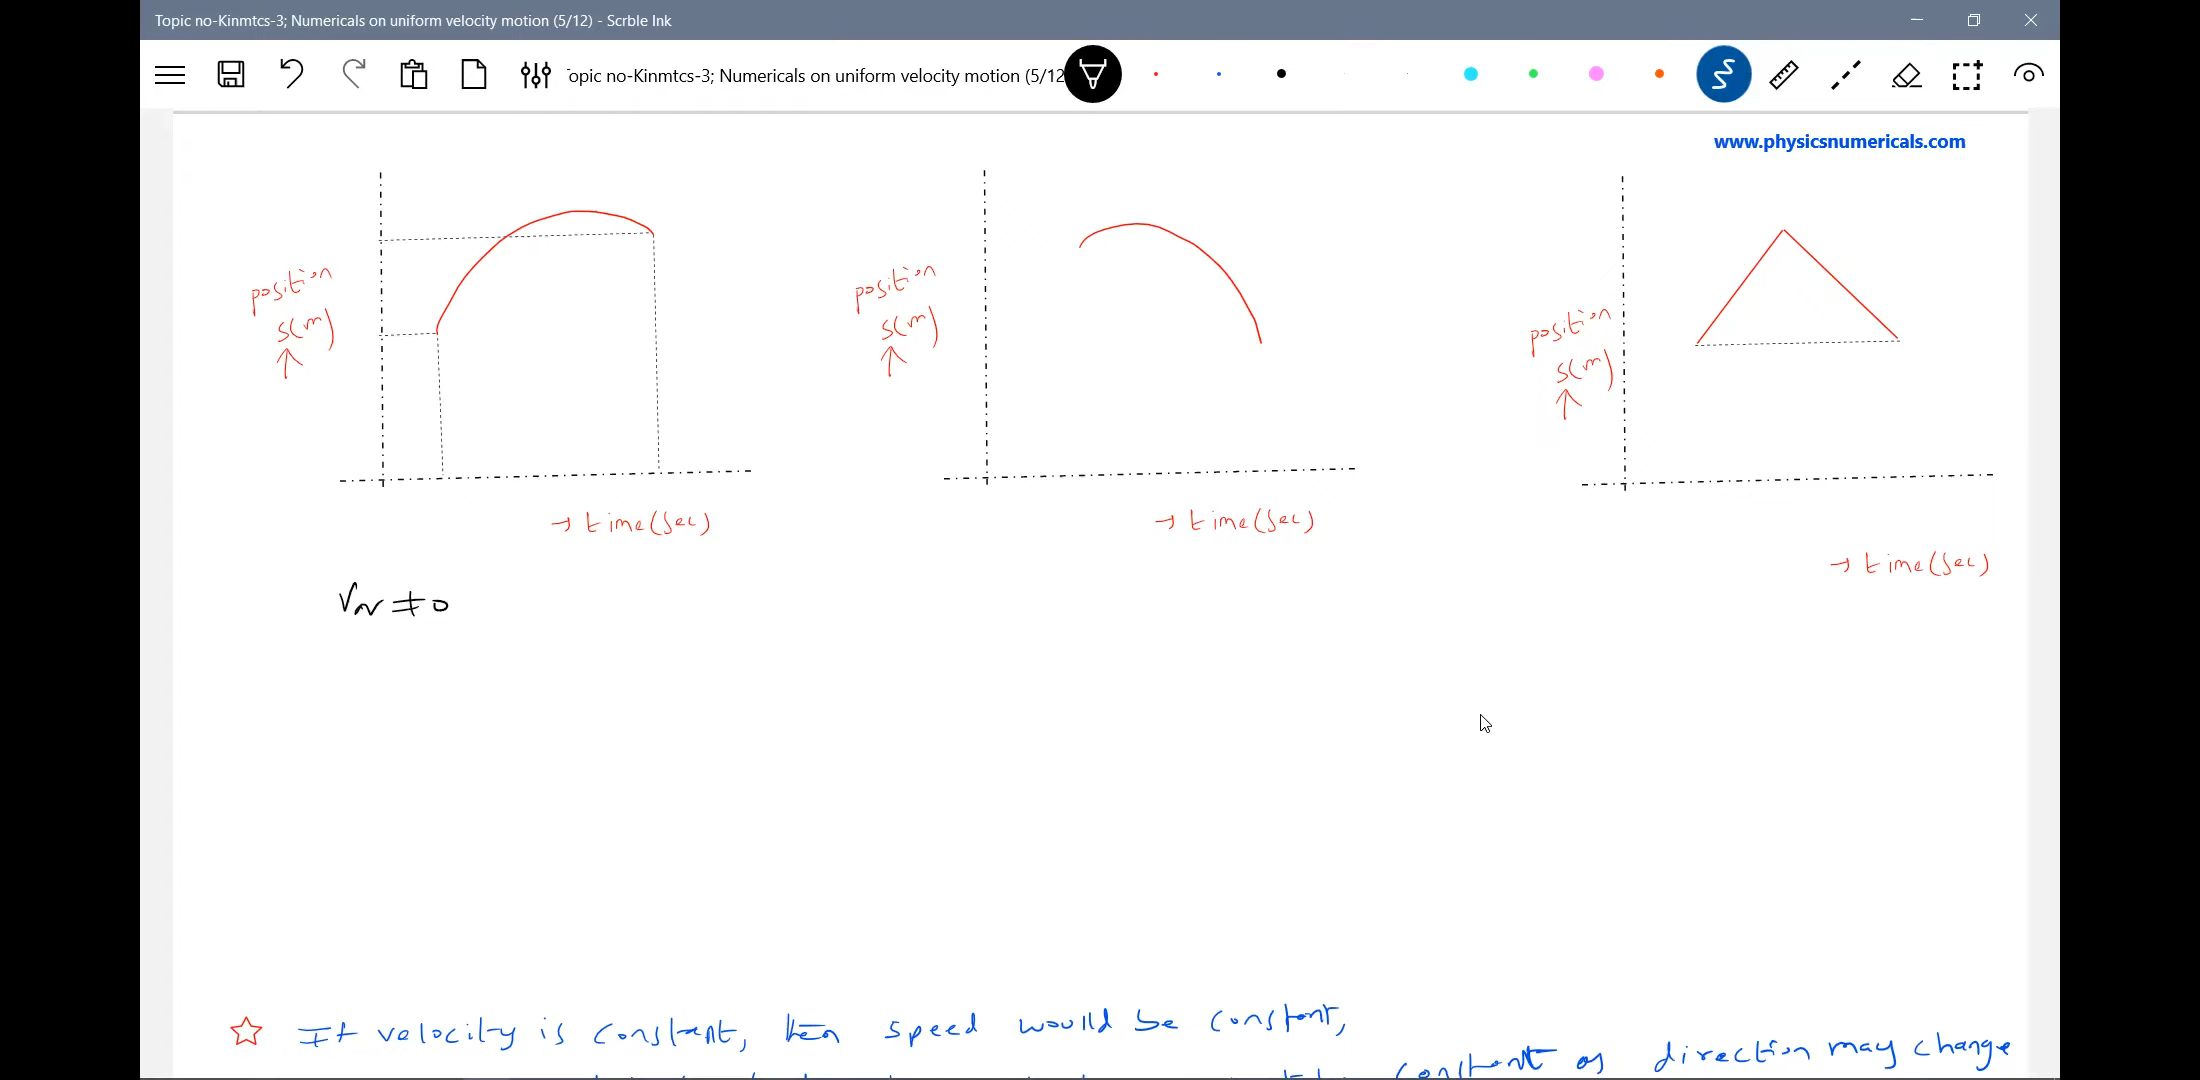 Topic no-Kinmtcs-3; Numericals on uniform velocity motion (5/12) - Scrble Ink
opic no-Kinmtcs-3; Numericals on uniform velocity motion (5/12
www.physicsnumericals.com
position
s(m)
→ time(sec)
position
s(m)
→ time(sec)
position
s(m)
→ time(sec)
Vav ≠ 0
☆ If velocity is constant, then speed would be constant,
constant as direction may change